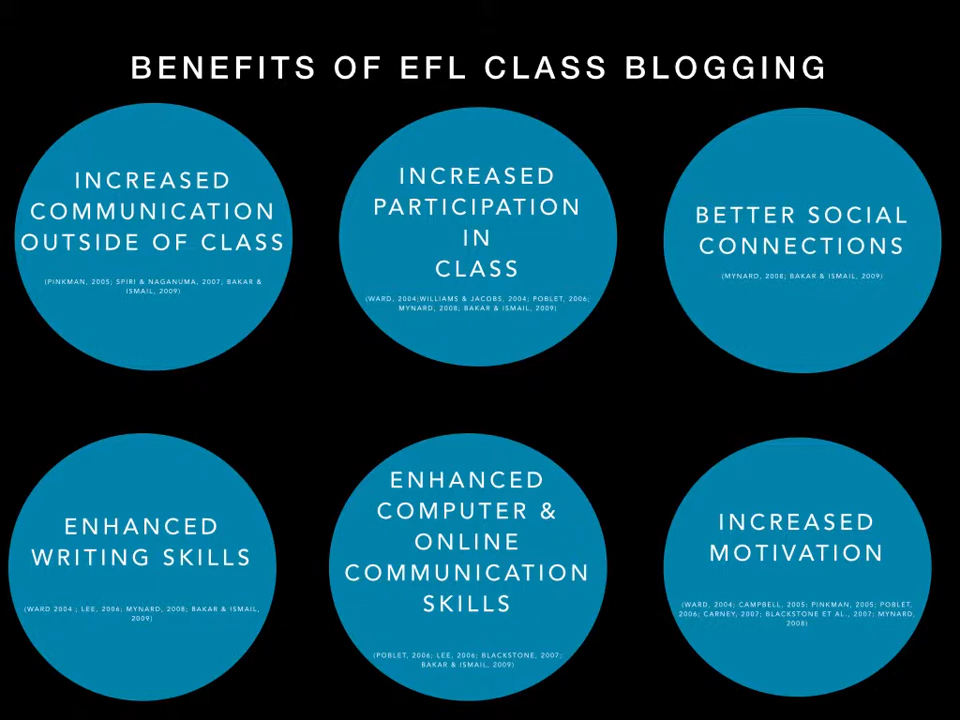 BENEFITS OF EFL CLASS BLOGGING
INCREASED
COMMUNICATION
OUTSIDE OF CLASS
(PINKMAN, 2005; SPIRI & NAGANUMA, 2007; BAKAR &
ISMAIL, 2009)
INCREASED
PARTICIPATION
IN
CLASS
(WARD, 2004;WILLIAMS & JACOBS, 2004; POBLET, 2006;
MYNARD, 2008; BAKAR & ISMAIL, 2009)
BETTER SOCIAL
CONNECTIONS
(MYNARD, 2008; BAKAR & ISMAIL, 2009)
ENHANCED
WRITING SKILLS
(WARD 2004 ; LEE, 2006; MYNARD, 2008; BAKAR & ISMAIL,
2009)
ENHANCED
COMPUTER &
ONLINE
COMMUNICATION
SKILLS
(POBLET, 2006; LEE, 2006; BLACKSTONE, 2007;
BAKAR & ISMAIL, 2009)
INCREASED
MOTIVATION
(WARD, 2004; CAMPBELL, 2005; PINKMAN, 2005; POBLET,
2006; CARNEY, 2007; BLACKSTONE ET AL., 2007; MYNARD,
2008)